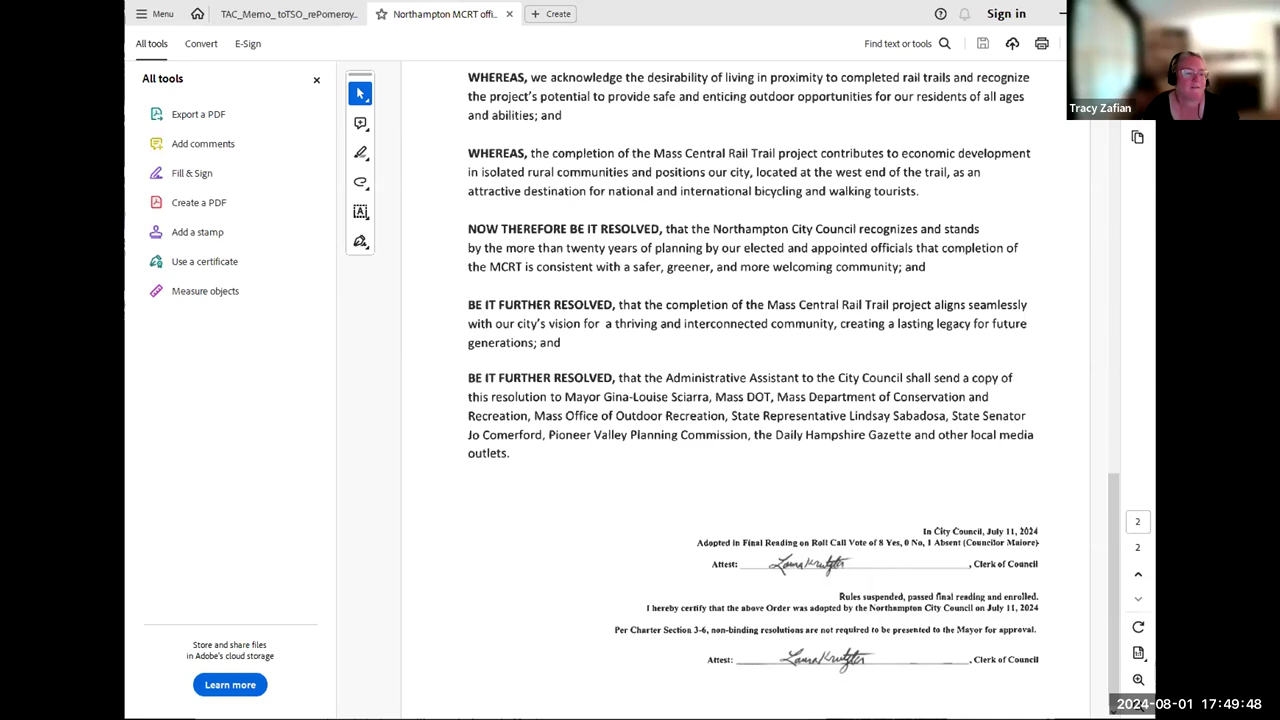 Menu
TAC_Memo_ toTSO_rePomeroy...
Northampton MCRT offi...
Create
Sign in
All tools
Convert
E-Sign
Find text or tools
All tools
Export a PDF
Add comments
Fill & Sign
Create a PDF
Add a stamp
Use a certificate
Measure objects
Store and share files
in Adobe's cloud storage
Learn more
WHEREAS, we acknowledge the desirability of living in proximity to completed rail trails and recognize
the project's potential to provide safe and enticing outdoor opportunities for our residents of all ages
and abilities; and
WHEREAS, the completion of the Mass Central Rail Trail project contributes to economic development
in isolated rural communities and positions our city, located at the west end of the trail, as an
attractive destination for national and international bicycling and walking tourists.
NOW THEREFORE BE IT RESOLVED, that the Northampton City Council recognizes and stands
by the more than twenty years of planning by our elected and appointed officials that completion of
the MCRT is consistent with a safer, greener, and more welcoming community; and
BE IT FURTHER RESOLVED, that the completion of the Mass Central Rail Trail project aligns seamlessly
with our city's vision for a thriving and interconnected community, creating a lasting legacy for future
generations; and
BE IT FURTHER RESOLVED, that the Administrative Assistant to the City Council shall send a copy of
this resolution to Mayor Gina-Louise Sciarra, Mass DOT, Mass Department of Conservation and
Recreation, Mass Office of Outdoor Recreation, State Representative Lindsay Sabadosa, State Senator
Jo Comerford, Pioneer Valley Planning Commission, the Daily Hampshire Gazette and other local media
outlets.
In City Council, July 11, 2024
Adopted in Final Reading on Roll Call Vote of 8 Yes, 0 No, 1 Absent (Councilor Maiore)
Attest: Laura Krutzler, Clerk of Council
Rules suspended, passed final reading and enrolled.
I hereby certify that the above Order was adopted by the Northampton City Council on July 11, 2024
Per Charter Section 3-6, non-binding resolutions are not required to be presented to the Mayor for approval.
Attest: Laura Krutzler, Clerk of Council
Tracy Zafian
2
2
2024-08-01 17:49:48